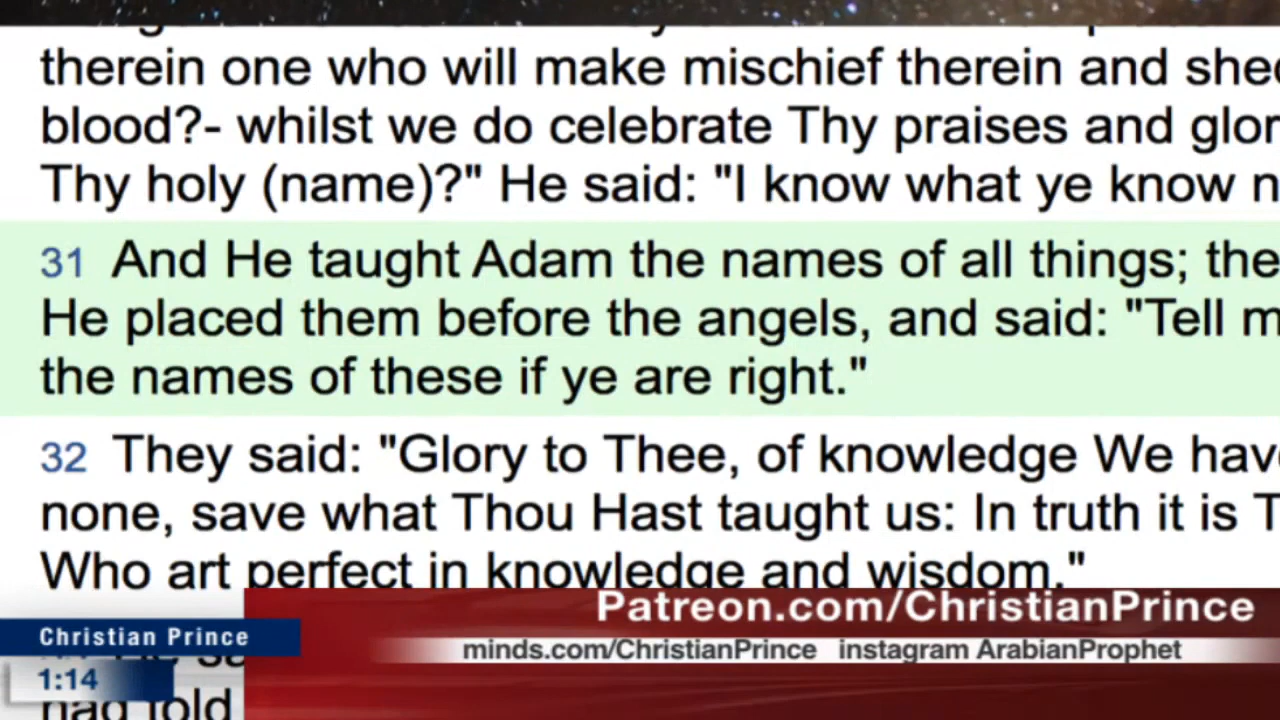 therein one who will make mischief therein and shed
blood?- whilst we do celebrate Thy praises and glor
Thy holy (name)?" He said: "I know what ye know n
31 And He taught Adam the names of all things; the
He placed them before the angels, and said: "Tell m
the names of these if ye are right."
32 They said: "Glory to Thee, of knowledge We have
none, save what Thou Hast taught us: In truth it is T
Who art perfect in knowledge and wisdom."
Patreon.com/ChristianPrince
Christian Prince
minds.com/ChristianPrince instagram ArabianProphet
1:14
had told